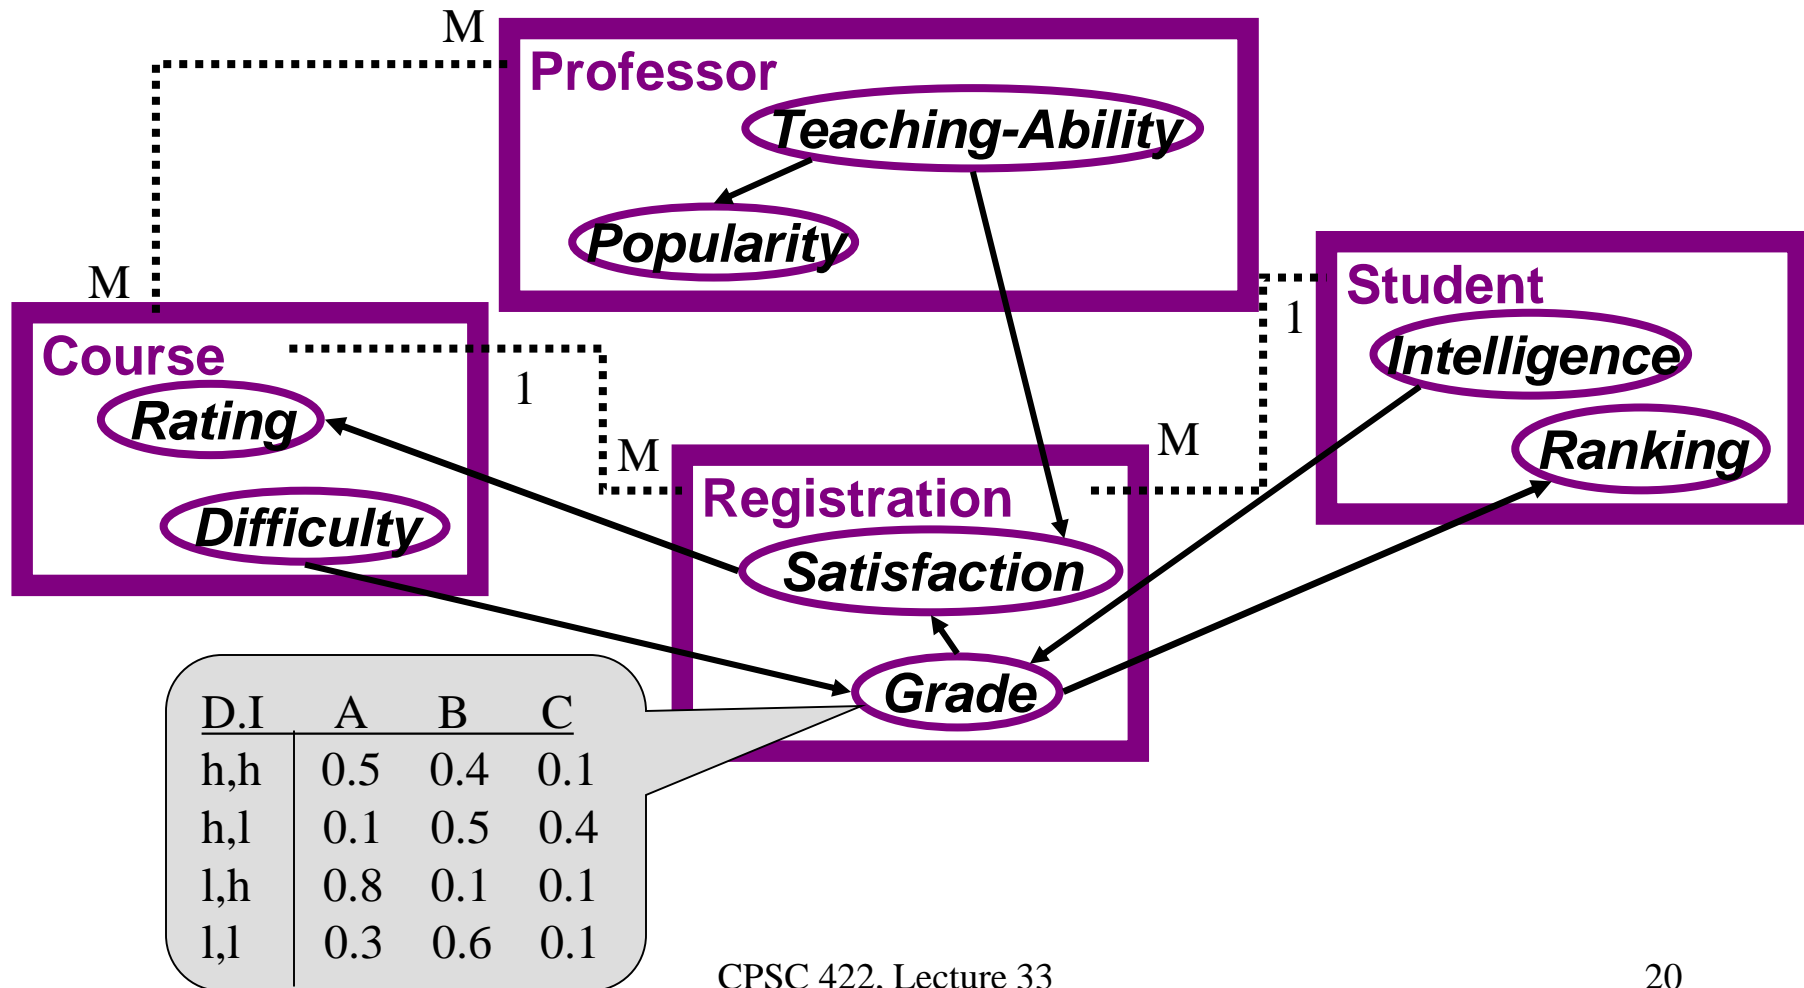 M
Professor
Teaching-Ability
Popularity
M
Student
1
Intelligence
Ranking
Course
1
Rating
Difficulty
M
M
Registration
Satisfaction
Grade
D.I A B C
h,h 0.5 0.4 0.1
h,l 0.1 0.5 0.4
l,h 0.8 0.1 0.1
l,l 0.3 0.6 0.1
CPSC 422, Lecture 33
20